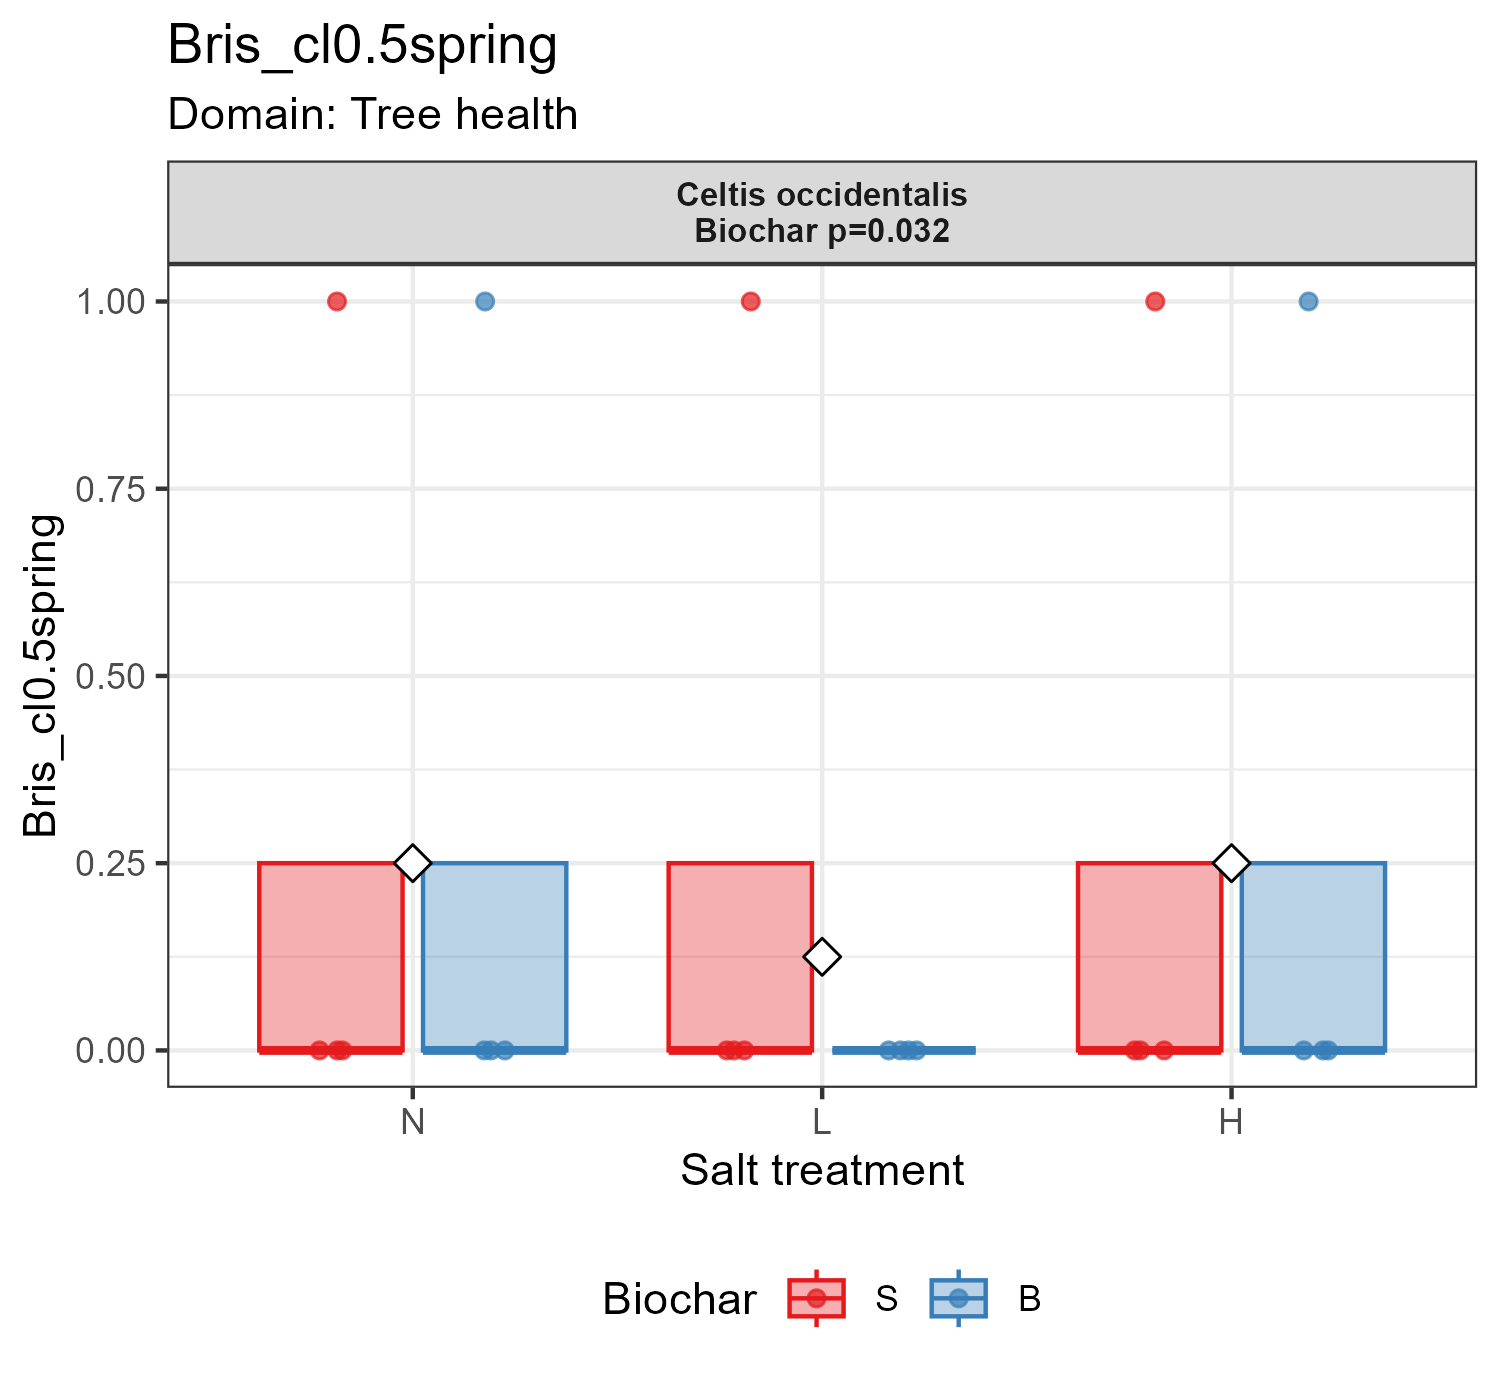 Bris_cl0.5spring
Domain: Tree health
Celtis occidentalis
Biochar p=0.032
Bris_cl0.5spring
1.00
0.75
0.50
0.25
0.00
N L H
Salt treatment
Biochar S B